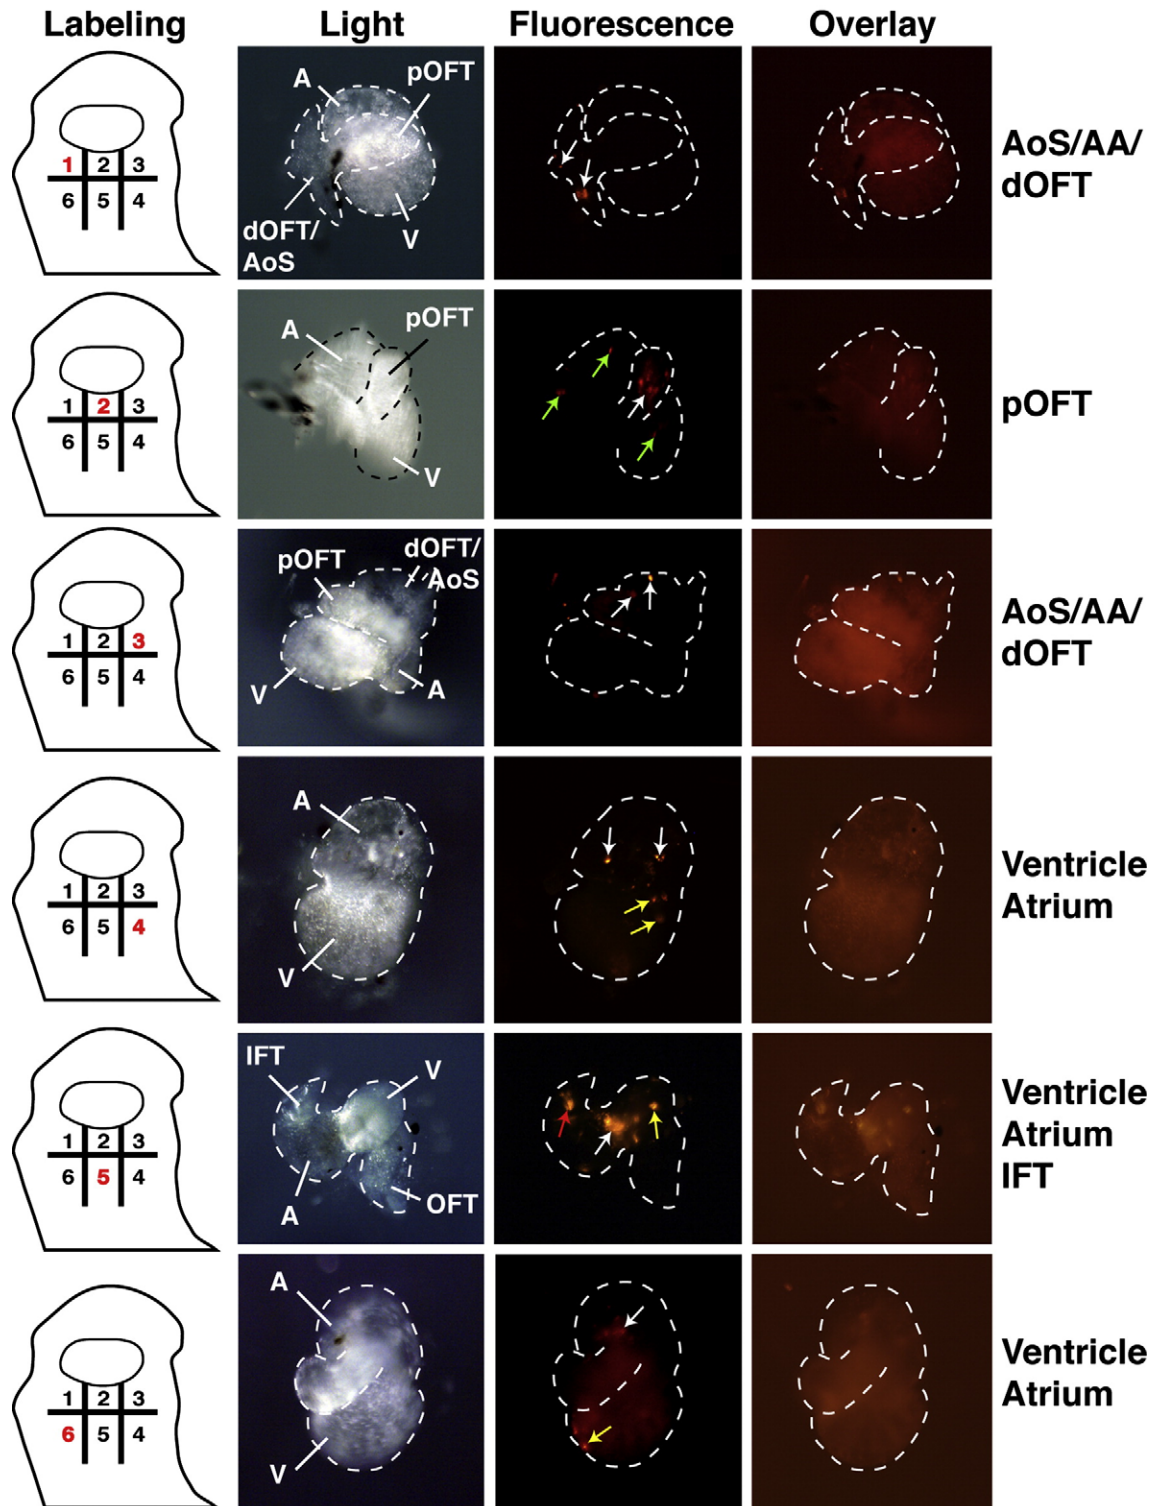 Labeling Light Fluorescence Overlay
1 2 3
6 5 4
A pOFT
dOFT/
AoS
V
AoS/AA/
dOFT
1 2 3
6 5 4
A pOFT
V
pOFT
1 2 3
6 5 4
pOFT dOFT/
AoS
V A
AoS/AA/
dOFT
1 2 3
6 5 4
A
V
Ventricle
Atrium
1 2 3
6 5 4
IFT V
A OFT
Ventricle
Atrium
IFT
1 2 3
6 5 4
A
V
Ventricle
Atrium